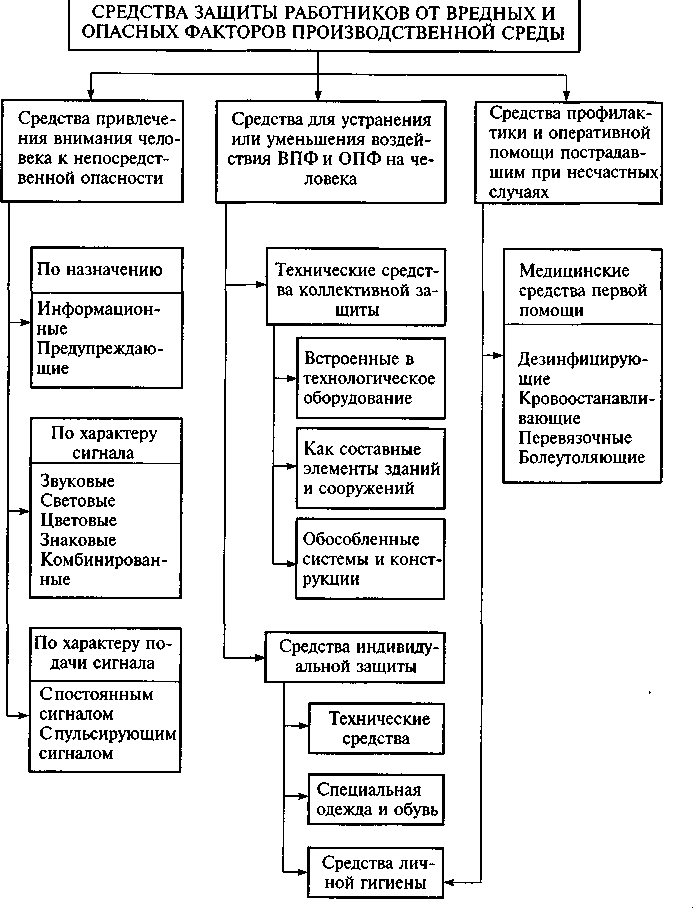 СРЕДСТВА ЗАЩИТЫ РАБОТНИКОВ ОТ ВРЕДНЫХ И
ОПАСНЫХ ФАКТОРОВ ПРОИЗВОДСТВЕННОЙ СРЕДЫ
Средства привлече-
ния внимания чело-
века к непосредст-
венной опасности
По назначению
Информацион-
ные
Предупреждаю-
щие
По характеру
сигнала
Звуковые
Световые
Цветовые
Знаковые
Комбинирован-
ные
По характеру по-
дачи сигнала
С постоянным
сигналом
С пульсирующим
сигналом
Средства для устранения
или уменьшения воздей-
ствия ВПФ и ОПФ на че-
ловека
Технические средст-
ва коллективной за-
щиты
Встроенные в
технологическое
оборудование
Как составные
элементы зданий
и сооружений
Обособленные
системы и конст-
рукции
Средства индивиду-
альной защиты
Технические
средства
Специальная
одежда и обувь
Средства лич-
ной гигиены
Средства профилак-
тики и оперативной
помощи пострадав-
шим при несчастных
случаях
Медицинские
средства первой
помощи
Дезинфицирую-
щие
Кровоостанавли-
вающие
Перевязочные
Болеутоляющие